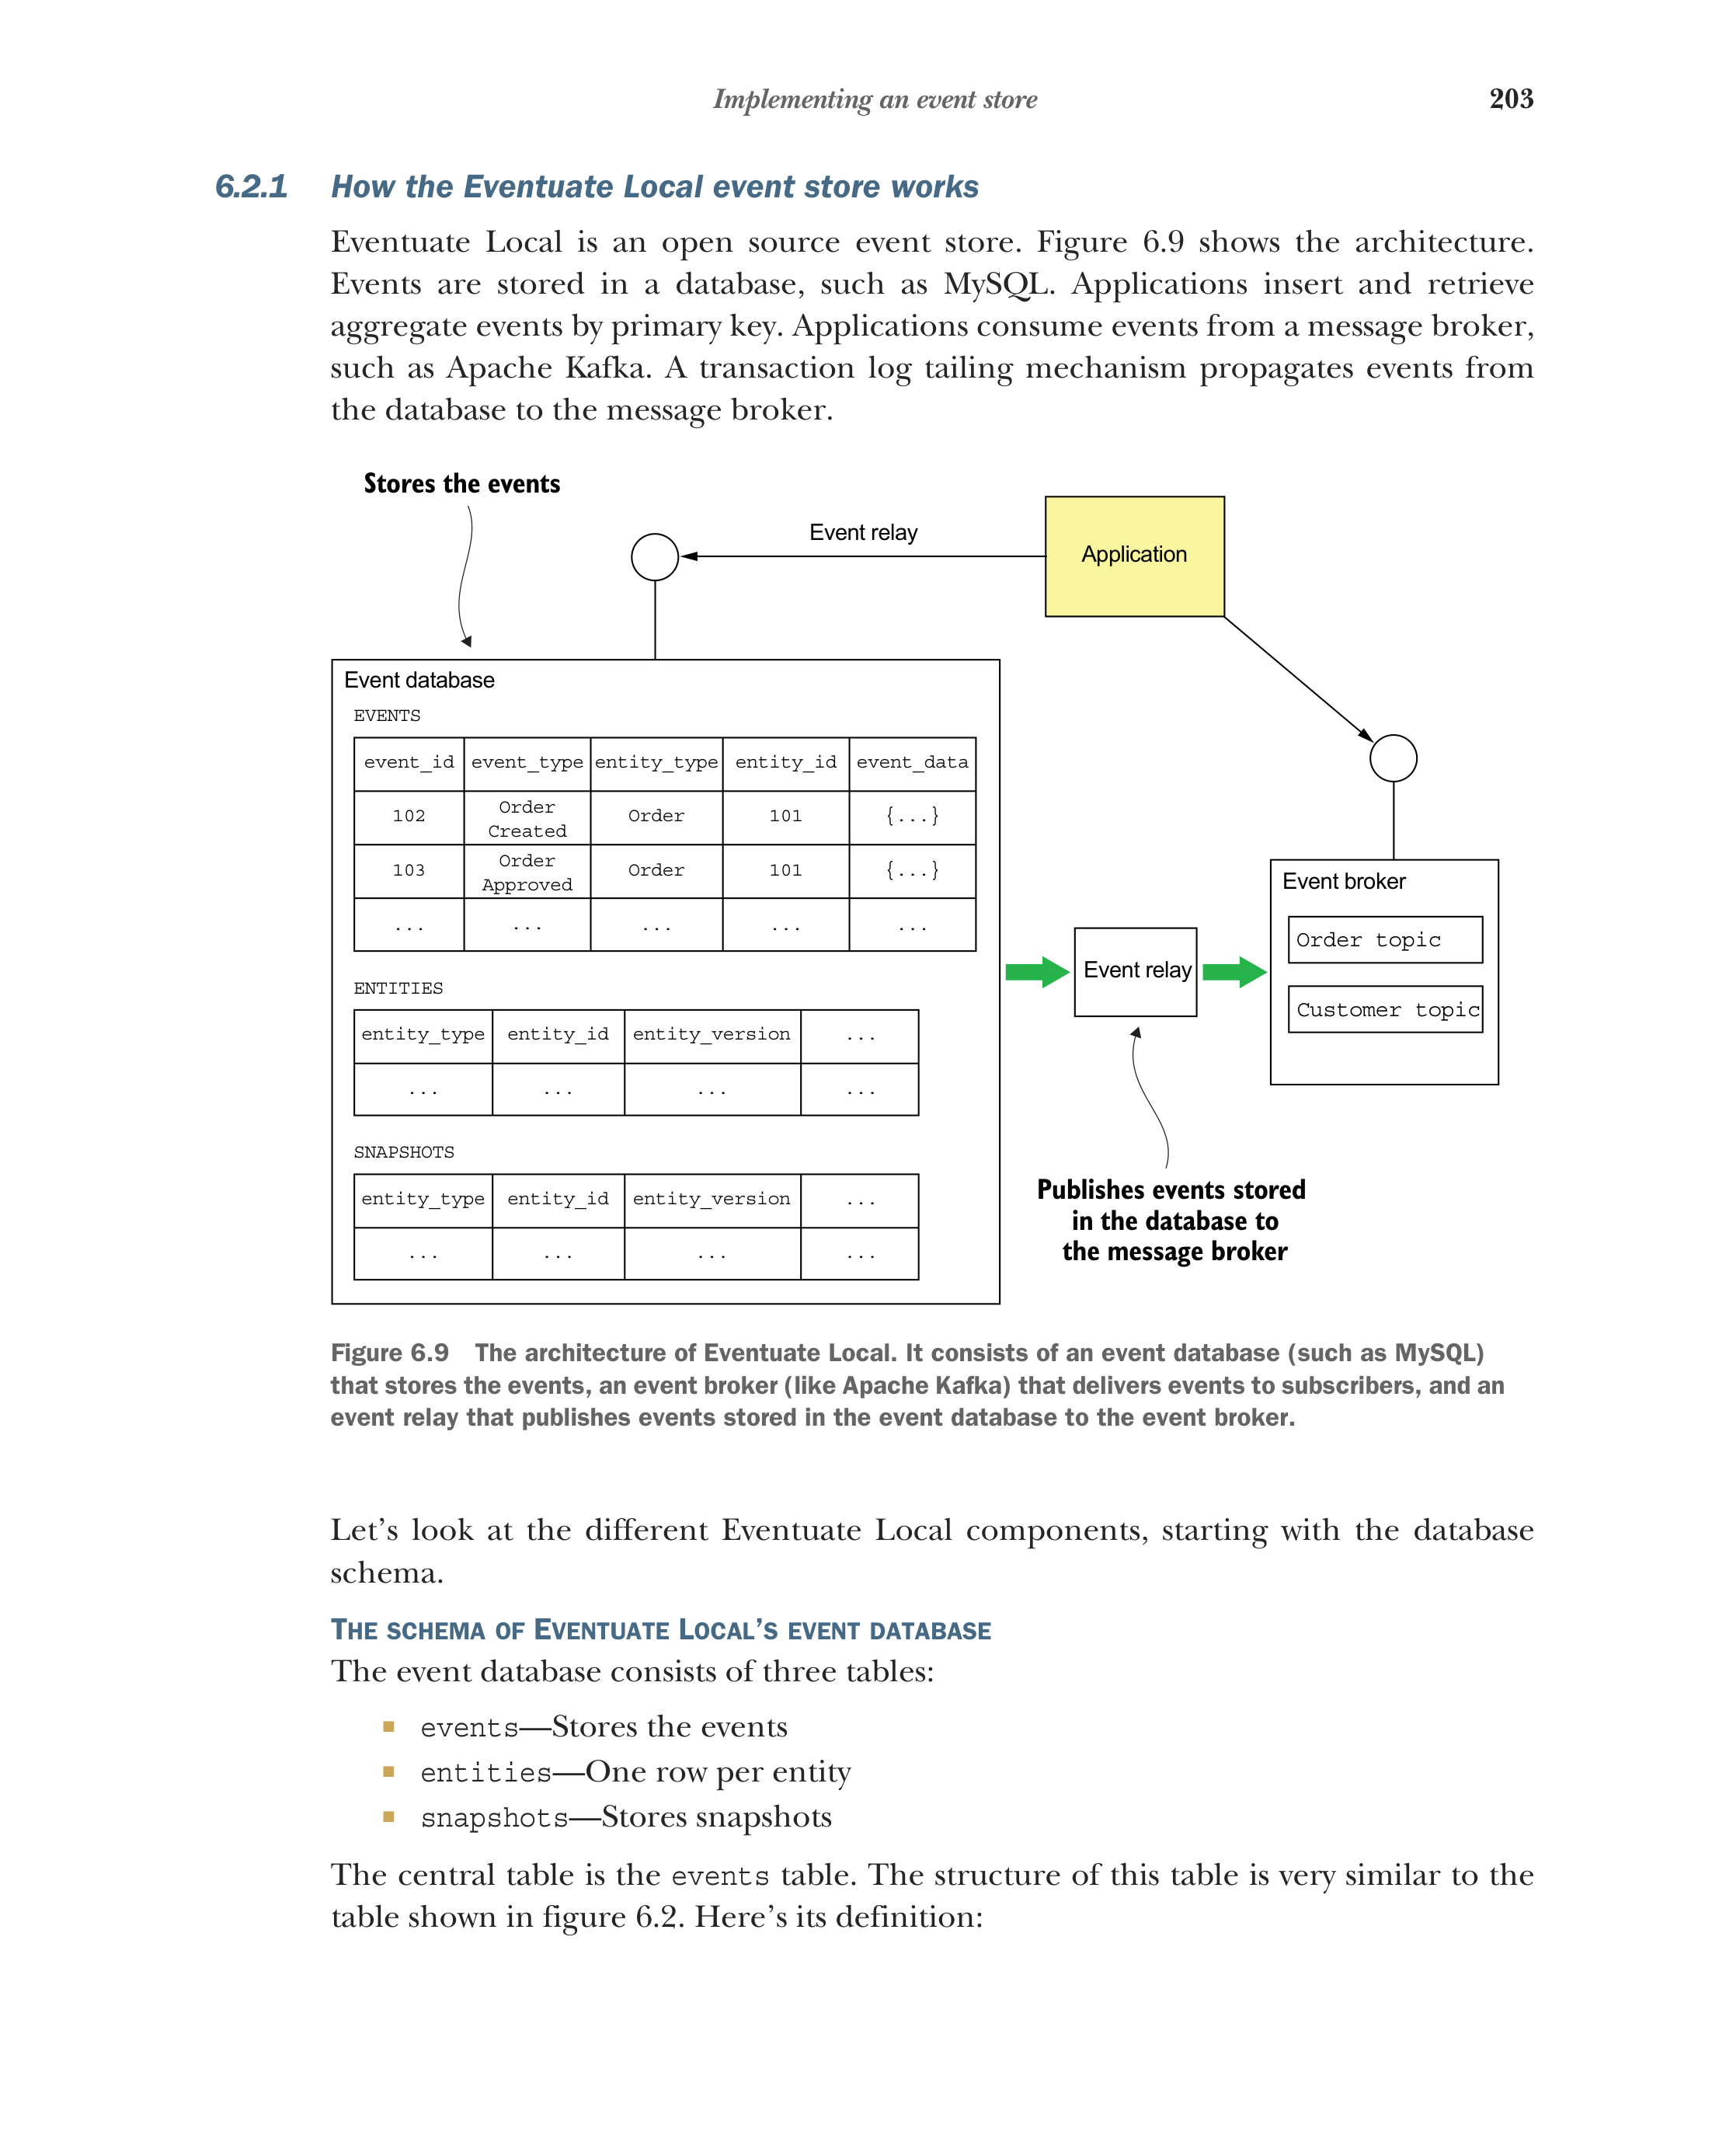 Implementing an event store
203
6.2.1 How the Eventuate Local event store works
Eventuate Local is an open source event store. Figure 6.9 shows the architecture.
Events are stored in a database, such as MySQL. Applications insert and retrieve
aggregate events by primary key. Applications consume events from a message broker,
such as Apache Kafka. A transaction log tailing mechanism propagates events from
the database to the message broker.
Stores the events
Event relay
Application
Event database
EVENTS
event_id event_type entity_type entity_id event_data
102 Order Created Order 101 {...}
103 Order Approved Order 101 {...}
... ... ... ... ...
ENTITIES
entity_type entity_id entity_version ...
... ... ... ...
SNAPSHOTS
entity_type entity_id entity_version ...
... ... ... ...
Event relay
Event broker
Order topic
Customer topic
Publishes events stored
in the database to
the message broker
Figure 6.9 The architecture of Eventuate Local. It consists of an event database (such as MySQL)
that stores the events, an event broker (like Apache Kafka) that delivers events to subscribers, and an
event relay that publishes events stored in the event database to the event broker.
Let’s look at the different Eventuate Local components, starting with the database
schema.
THE SCHEMA OF EVENTUATE LOCAL’S EVENT DATABASE
The event database consists of three tables:
■ events—Stores the events
■ entities—One row per entity
■ snapshots—Stores snapshots
The central table is the events table. The structure of this table is very similar to the
table shown in figure 6.2. Here’s its definition: